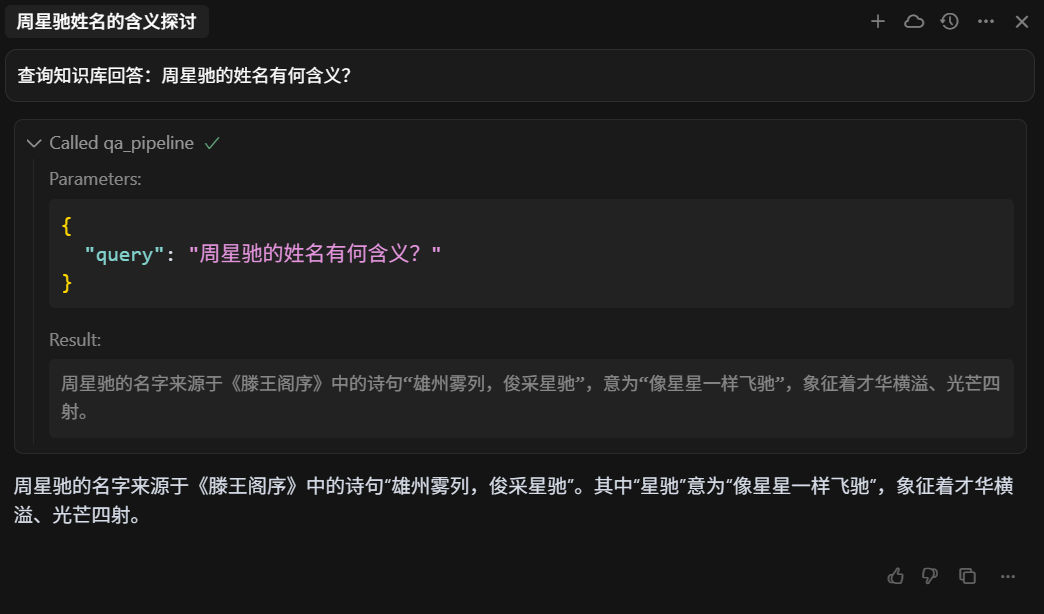 周星驰姓名的含义探讨
查询知识库回答：周星驰的姓名有何含义？
Called qa_pipeline
Parameters:
{
"query": "周星驰的姓名有何含义？"
}
Result:
周星驰的名字来源于《滕王阁序》中的诗句“雄州雾列，俊采星驰”，意为“像星星一样飞驰”，象征着才华横溢、光芒四
射。
周星驰的名字来源于《滕王阁序》中的诗句“雄州雾列，俊采星驰”。其中“星驰”意为“像星星一样飞驰”，象征着才华横
溢、光芒四射。